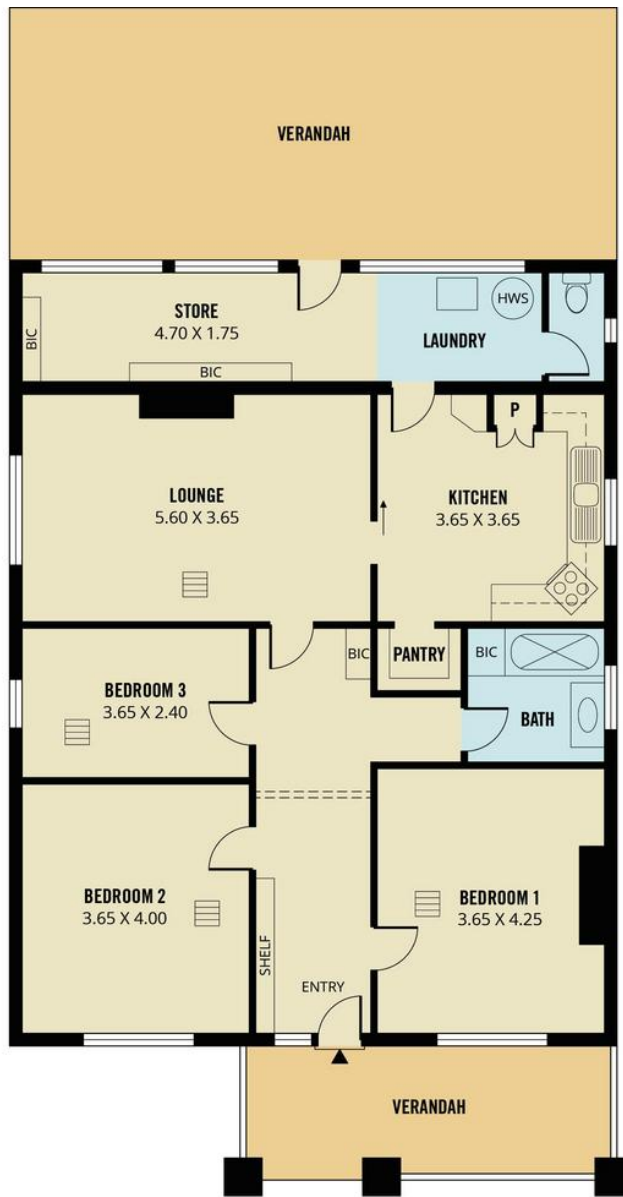 VERANDAH
STORE
4.70 X 1.75
BIC
BIC
LAUNDRY
HWS
LOUNGE
5.60 X 3.65
P
KITCHEN
3.65 X 3.65
BIC
PANTRY
BIC
BEDROOM 3
3.65 X 2.40
BATH
BEDROOM 2
3.65 X 4.00
BEDROOM 1
3.65 X 4.25
SHELF
ENTRY
VERANDAH